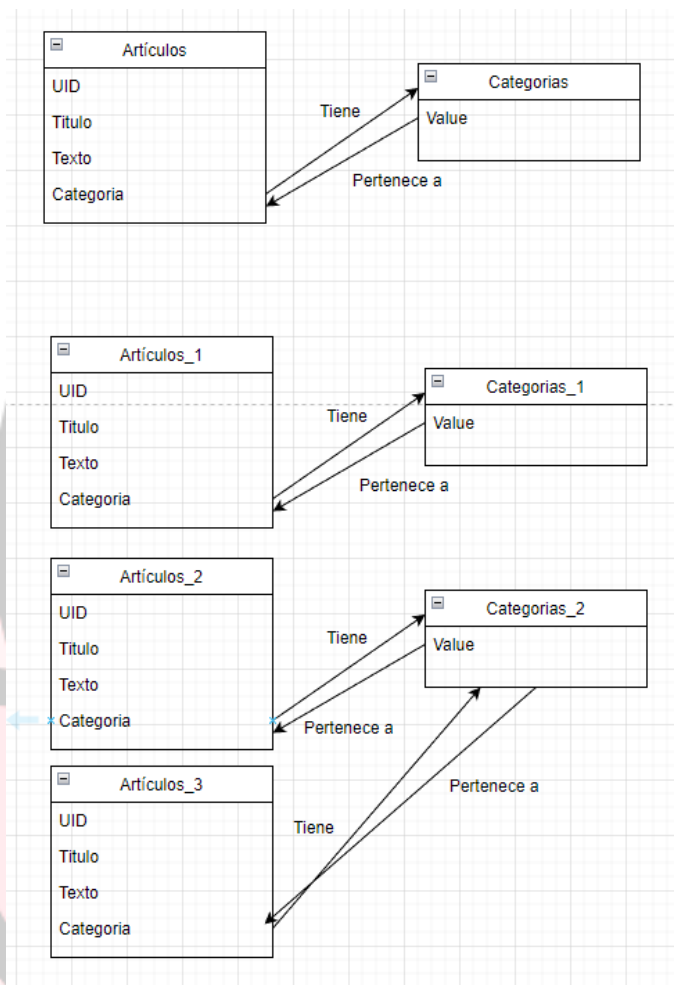 Artículos
UID
Titulo
Texto
Categoria
Tiene
Pertenece a
Categorias
Value
Artículos_1
UID
Titulo
Texto
Categoria
Tiene
Pertenece a
Categorias_1
Value
Artículos_2
UID
Titulo
Texto
Categoria
Tiene
Pertenece a
Categorias_2
Value
Artículos_3
UID
Titulo
Texto
Categoria
Tiene
Pertenece a